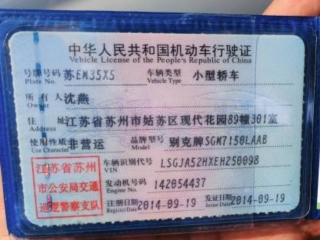 中华人民共和国机动车行驶证
Vehicle License of the People's Republic of China
号牌号码 苏EM35X5 车辆类型 小型轿车
Plate No. Vehicle Type
所有人 沈燕
Owner
住址 江苏省苏州市姑苏区现代花园89幢301室
Address
使用性质 非营运 品牌型号 别克牌SGM7150LAAB
Use Character Model
江苏省苏州市公安局交通巡逻警察支队
车辆识别代号 LSGJA52HXEH250098
VIN
发动机号码 142054437
Engine No.
注册日期 2014-09-19 发证日期 2014-09-19
Register Date Issue Date